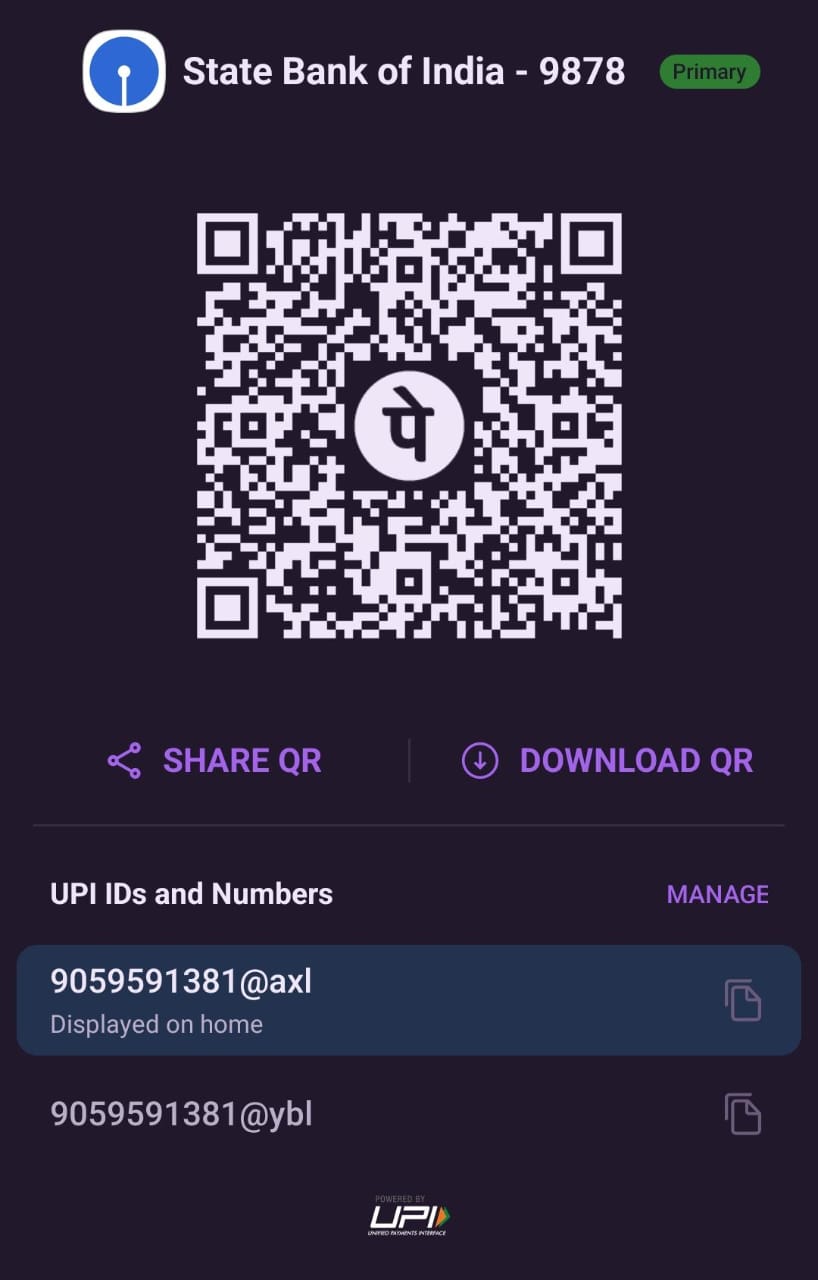 State Bank of India - 9878 Primary
पे
SHARE QR DOWNLOAD QR
UPI IDs and Numbers MANAGE
9059591381@axl
Displayed on home
9059591381@ybl
POWERED BY
UPI
UNIFIED PAYMENTS INTERFACE